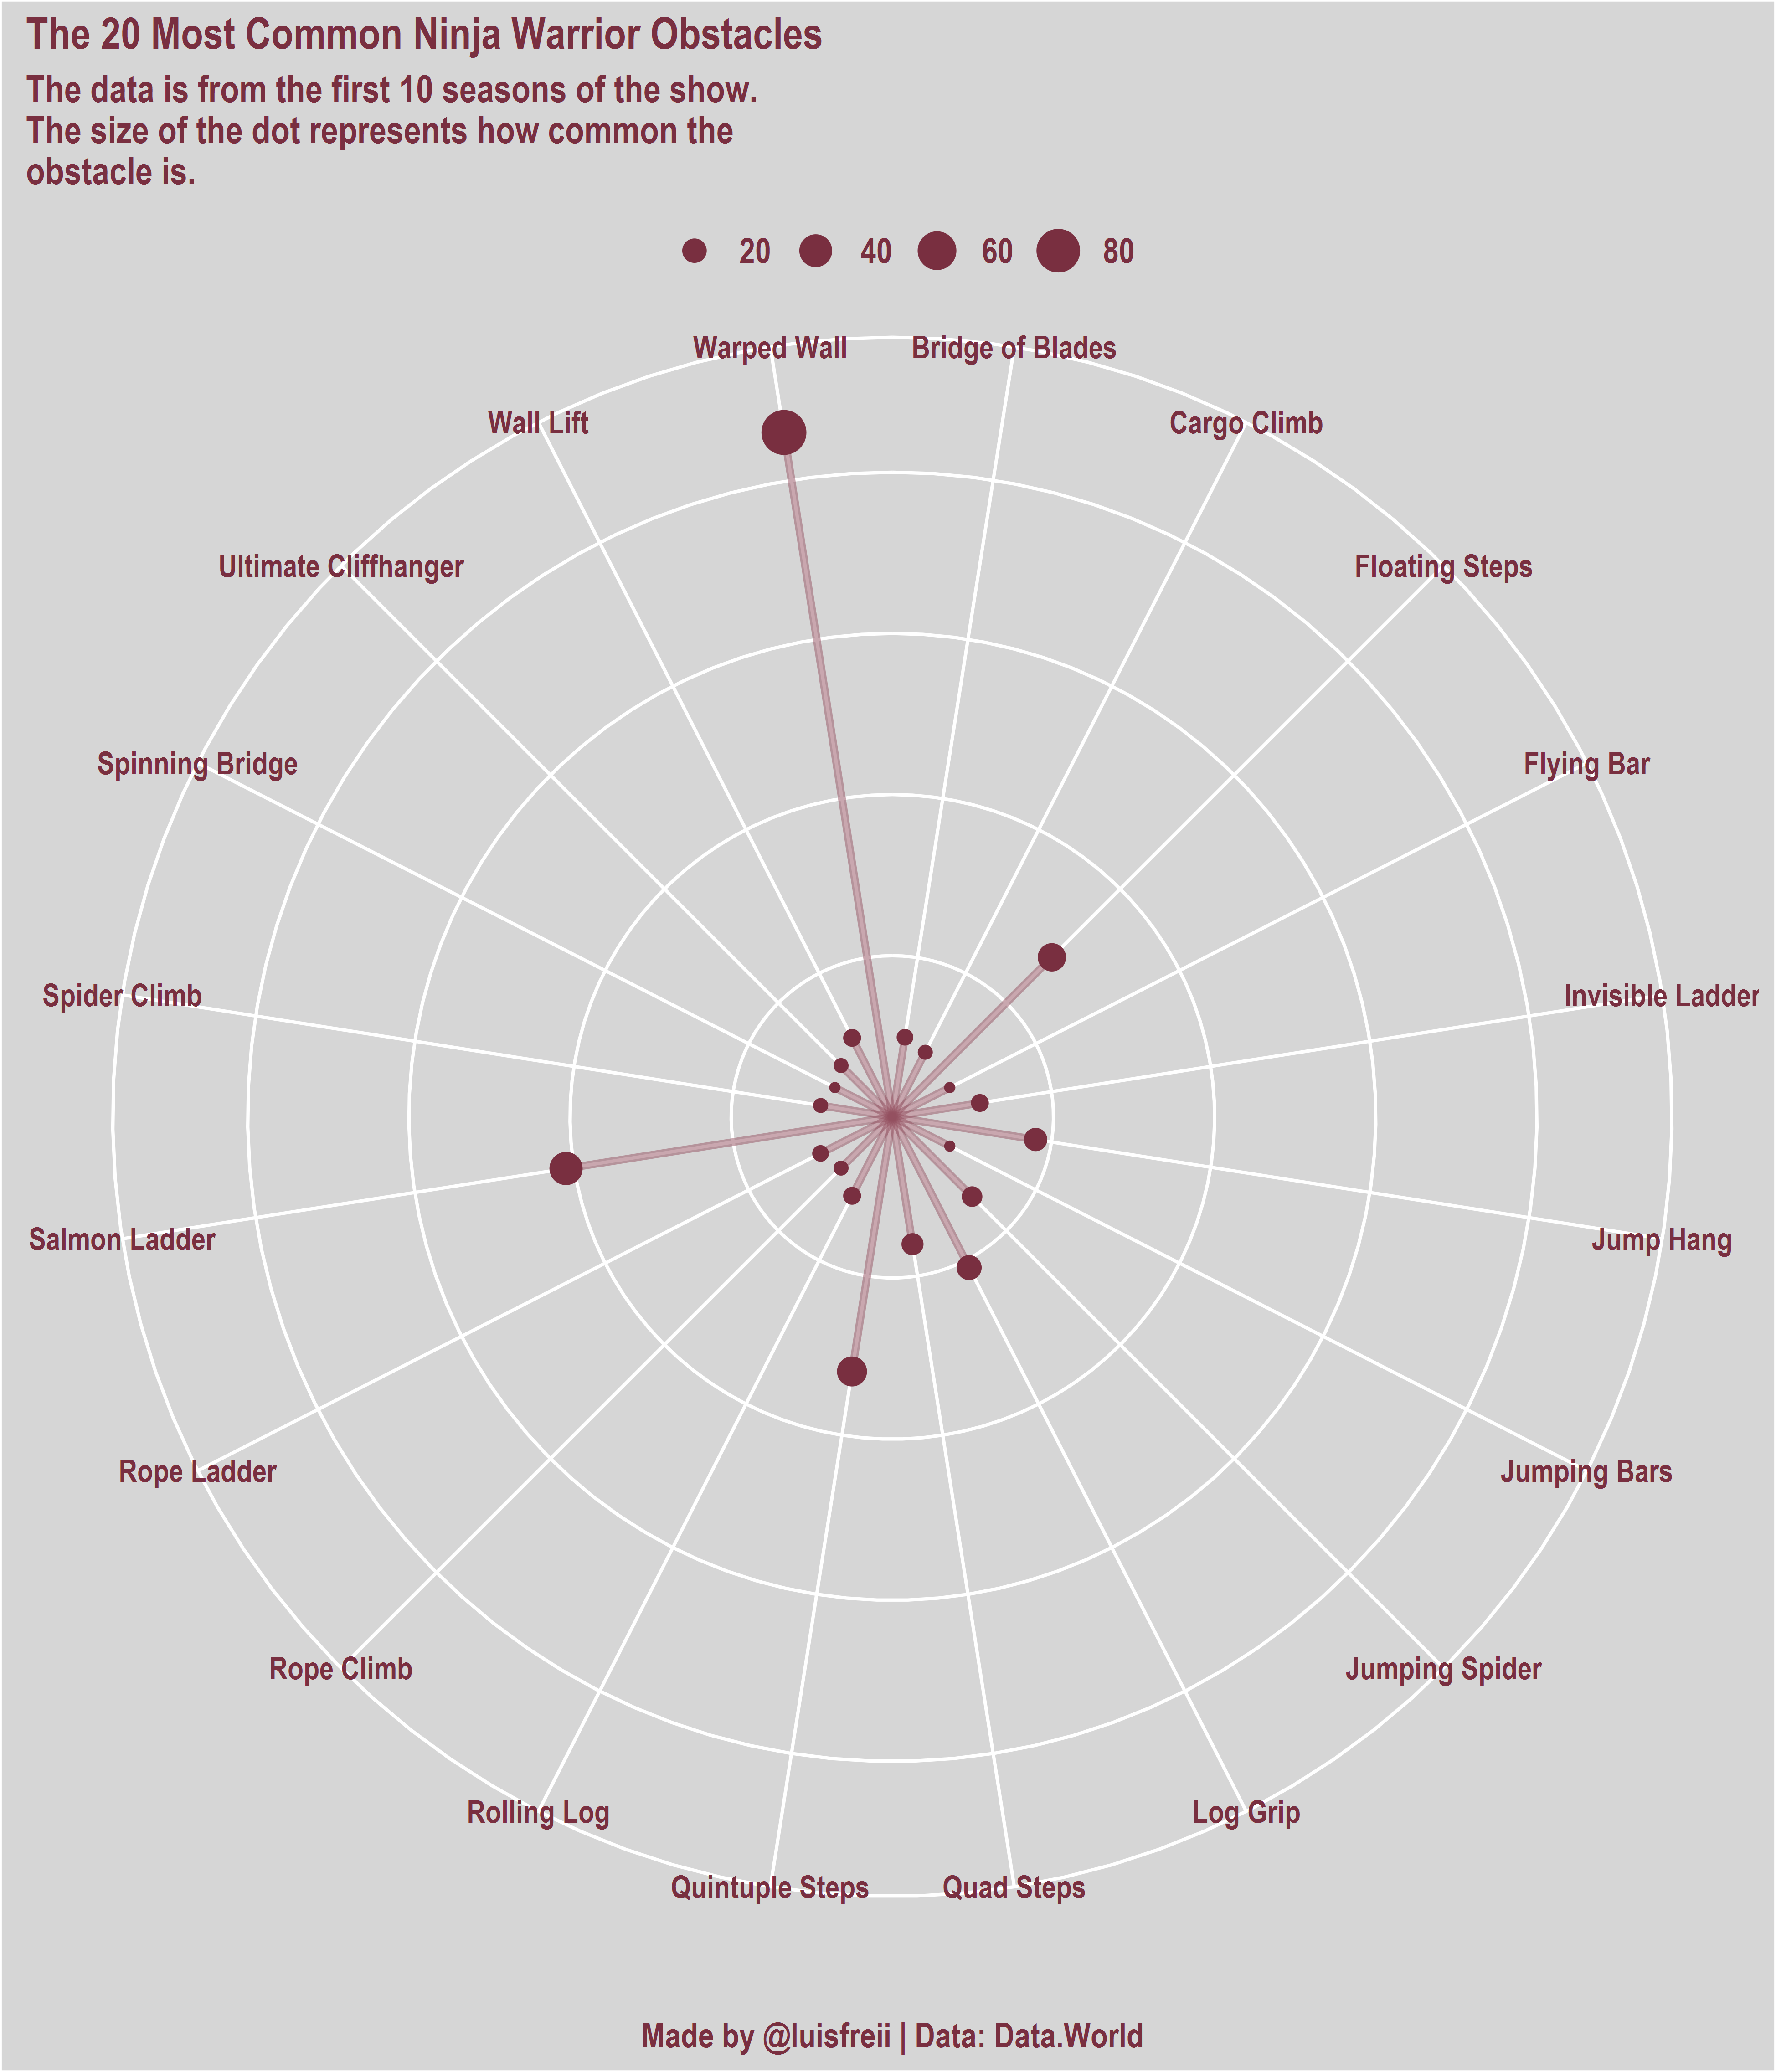 The 20 Most Common Ninja Warrior Obstacles
The data is from the first 10 seasons of the show.
The size of the dot represents how common the
obstacle is.
20 40 60 80
Warped Wall
Bridge of Blades
Wall Lift
Cargo Climb
Ultimate Cliffhanger
Floating Steps
Spinning Bridge
Flying Bar
Spider Climb
Invisible Ladder
Salmon Ladder
Jump Hang
Rope Ladder
Jumping Bars
Rope Climb
Jumping Spider
Rolling Log
Log Grip
Quintuple Steps
Quad Steps
Made by @luisfreii | Data: Data.World